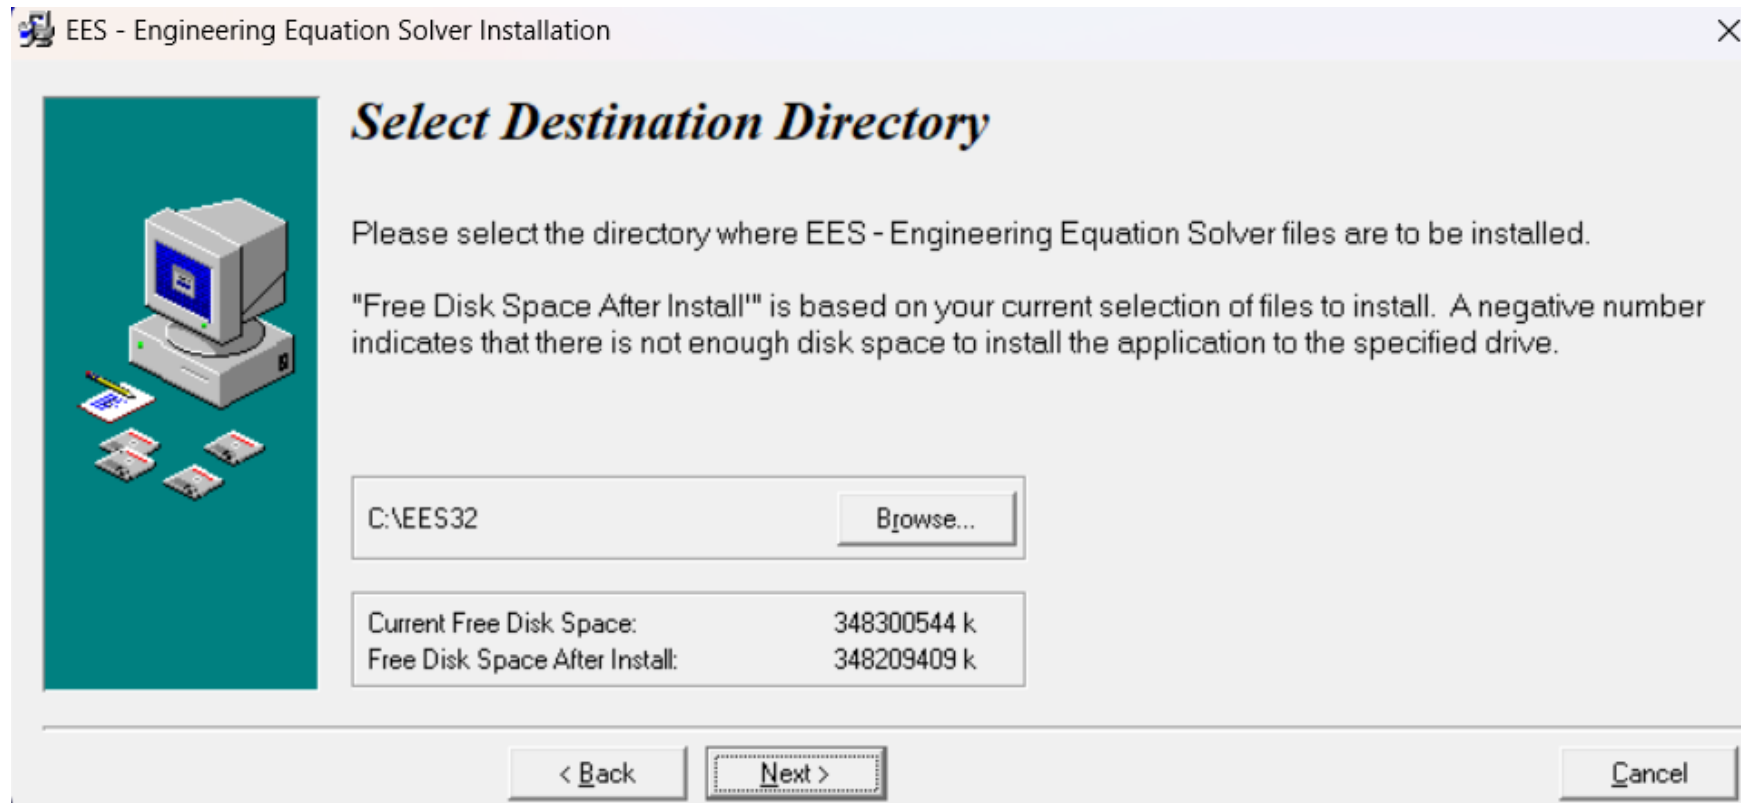 EES - Engineering Equation Solver Installation
Select Destination Directory
Please select the directory where EES - Engineering Equation Solver files are to be installed.
"Free Disk Space After Install'" is based on your current selection of files to install.  A negative number
indicates that there is not enough disk space to install the application to the specified drive.
C:\EES32
Browse...
Current Free Disk Space: 348300544 k
Free Disk Space After Install: 348209409 k
< Back
Next >
Cancel